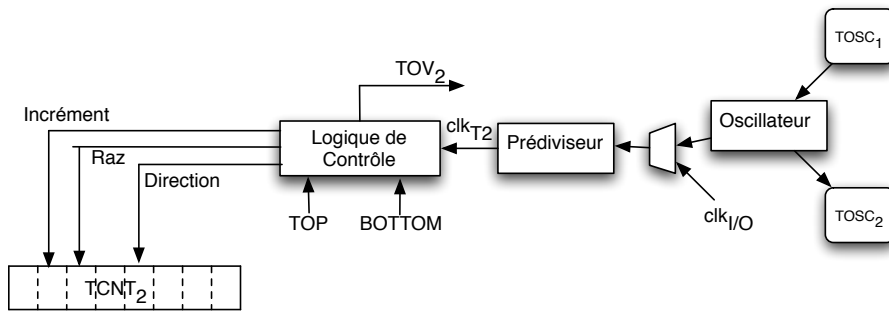 TOSC1
TOV2
Incrément
Logique de
Contrôle
clkT2
Prédiviseur
Oscillateur
Raz
Direction
TOP
BOTTOM
clkI/O
TOSC2
TCNT2